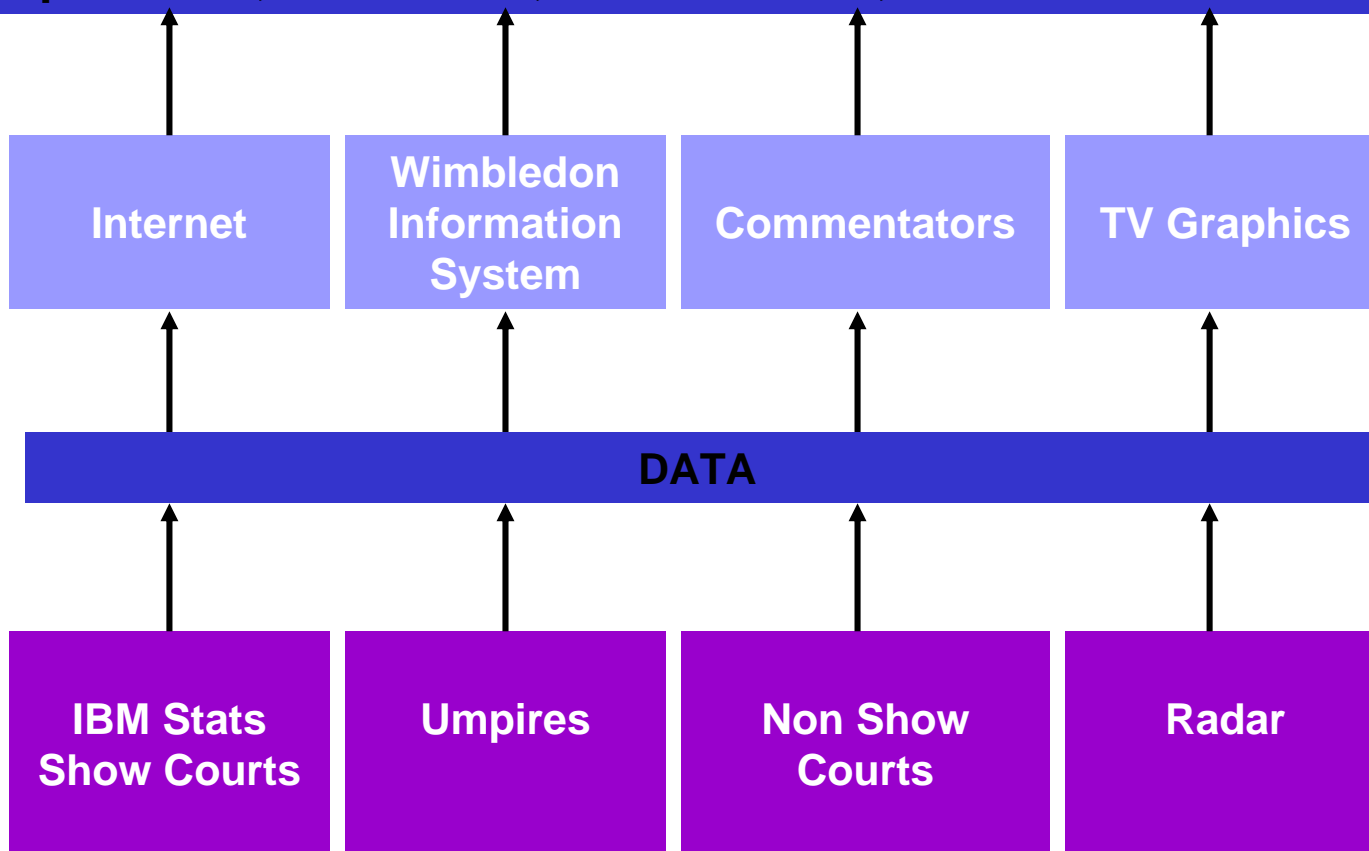 Internet
Wimbledon
Information
System
Commentators
TV Graphics
DATA
IBM Stats
Show Courts
Umpires
Non Show
Courts
Radar